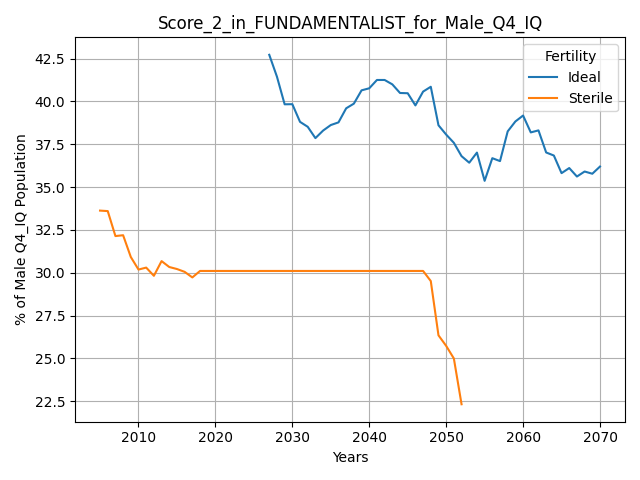 Score_2_in_FUNDAMENTALIST_for_Male_Q4_IQ
Fertility
Ideal
Sterile
% of Male Q4_IQ Population
42.5
40.0
37.5
35.0
32.5
30.0
27.5
25.0
22.5
2010 2020 2030 2040 2050 2060 2070
Years